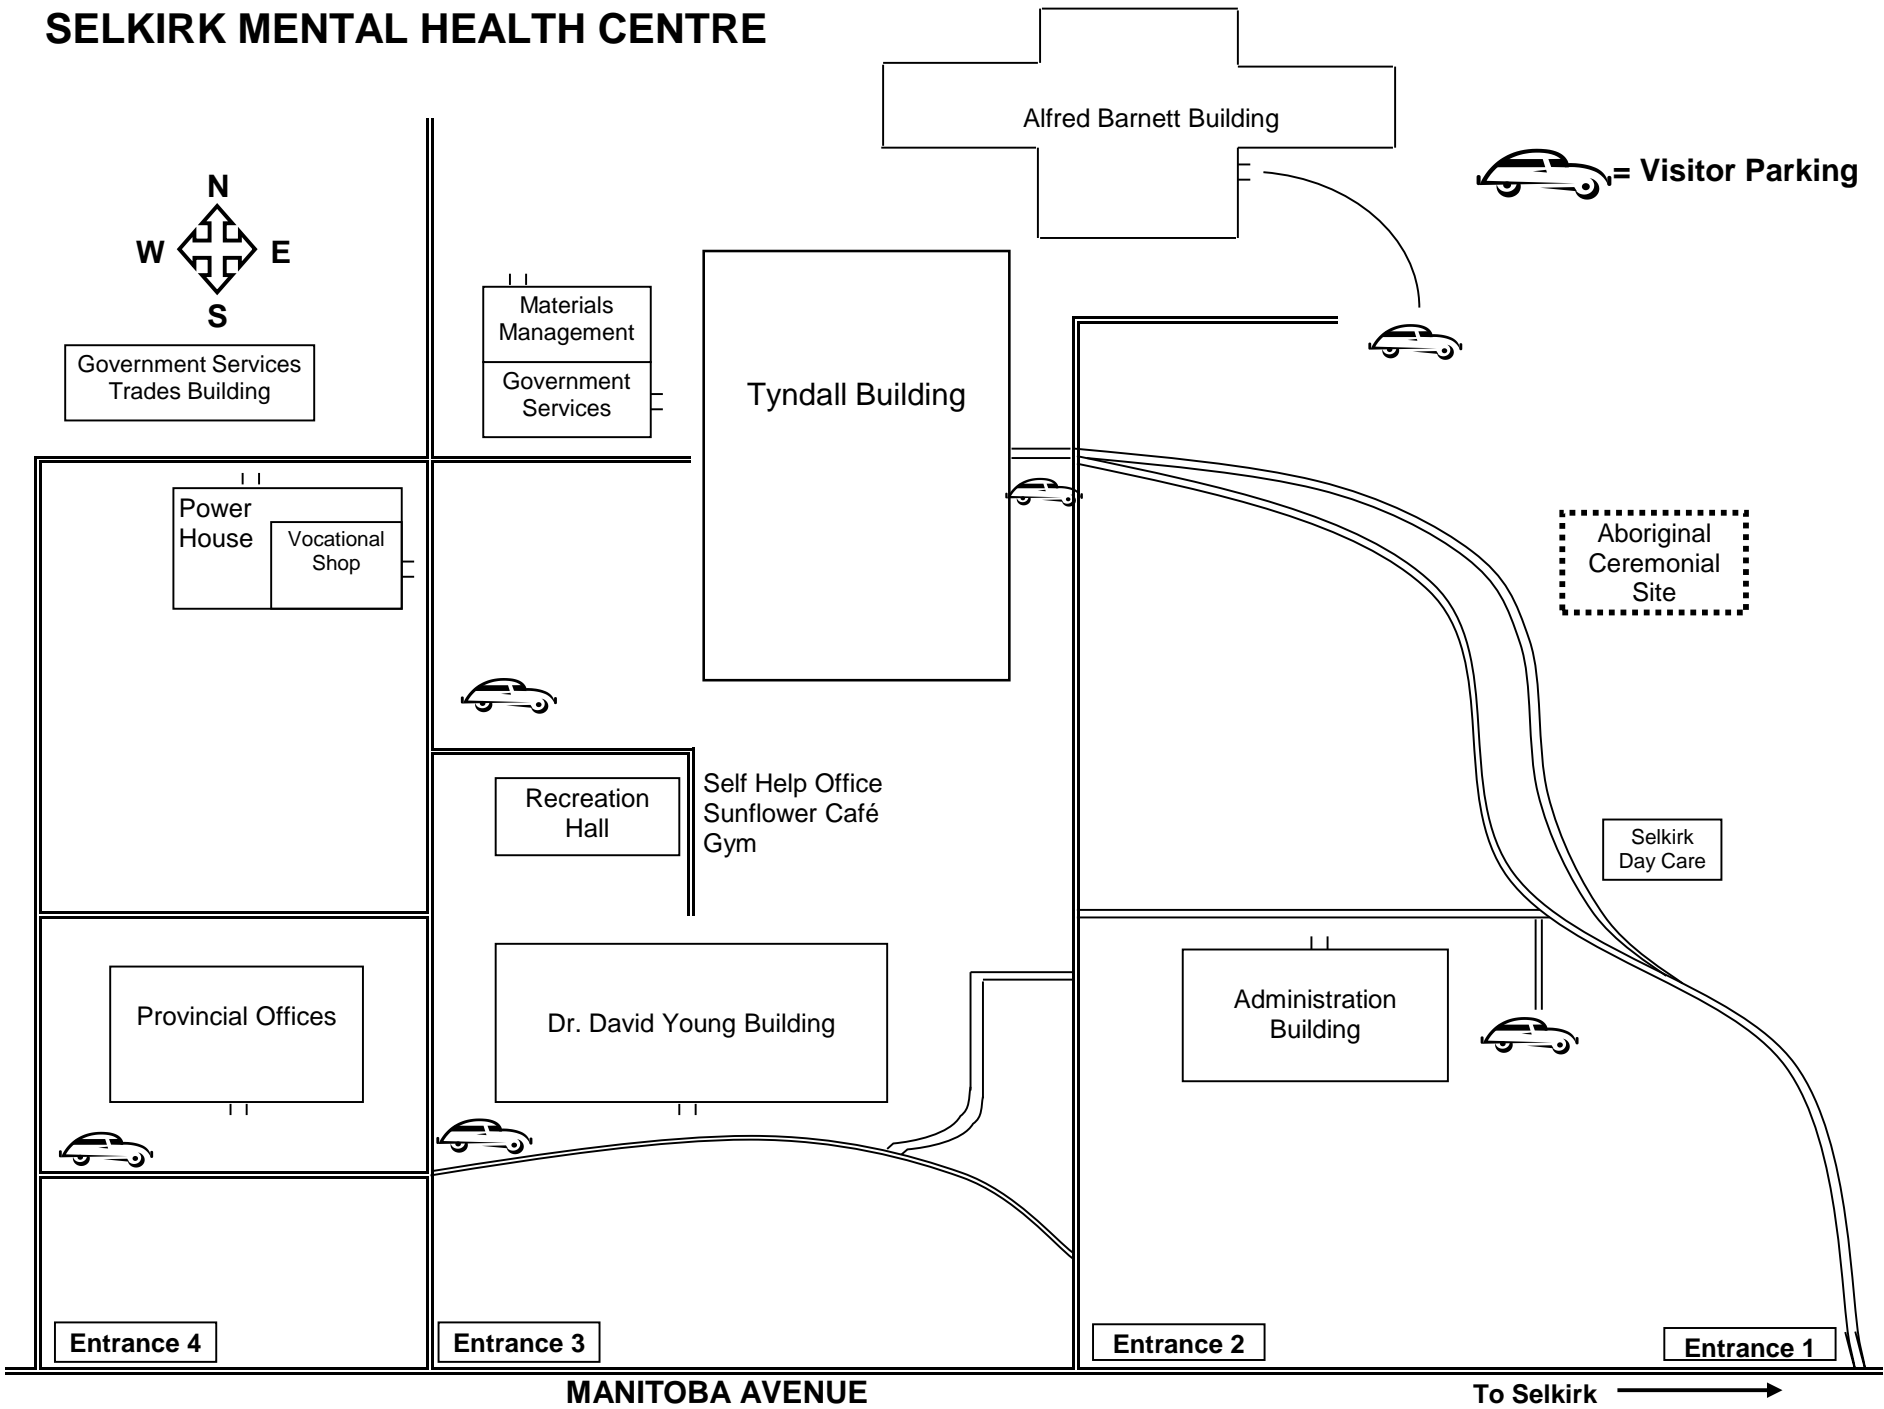 SELKIRK MENTAL HEALTH CENTRE
Alfred Barnett Building
= Visitor Parking
N
W
E
S
Materials
Management
Government
Services
Government Services
Trades Building
Tyndall Building
Power
House
Vocational
Shop
Aboriginal
Ceremonial
Site
Recreation
Hall
Self Help Office
Sunflower Café
Gym
Selkirk
Day Care
Provincial Offices
Dr. David Young Building
Administration
Building
Entrance 4
Entrance 3
Entrance 2
Entrance 1
MANITOBA AVENUE
To Selkirk